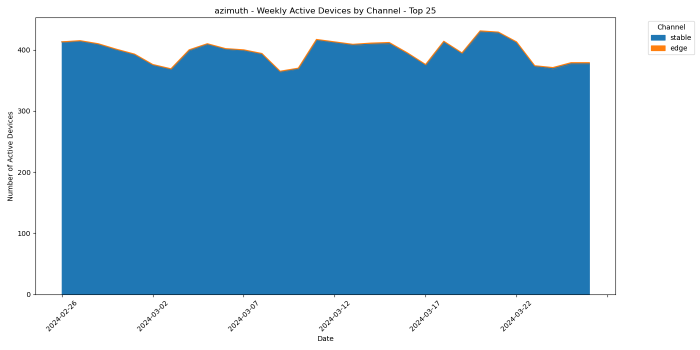 azimuth - Weekly Active Devices by Channel - Top 25
Channel
stable
edge
Number of Active Devices
400
300
200
100
0
2024-02-26
2024-03-02
2024-03-07
2024-03-12
2024-03-17
2024-03-22
Date